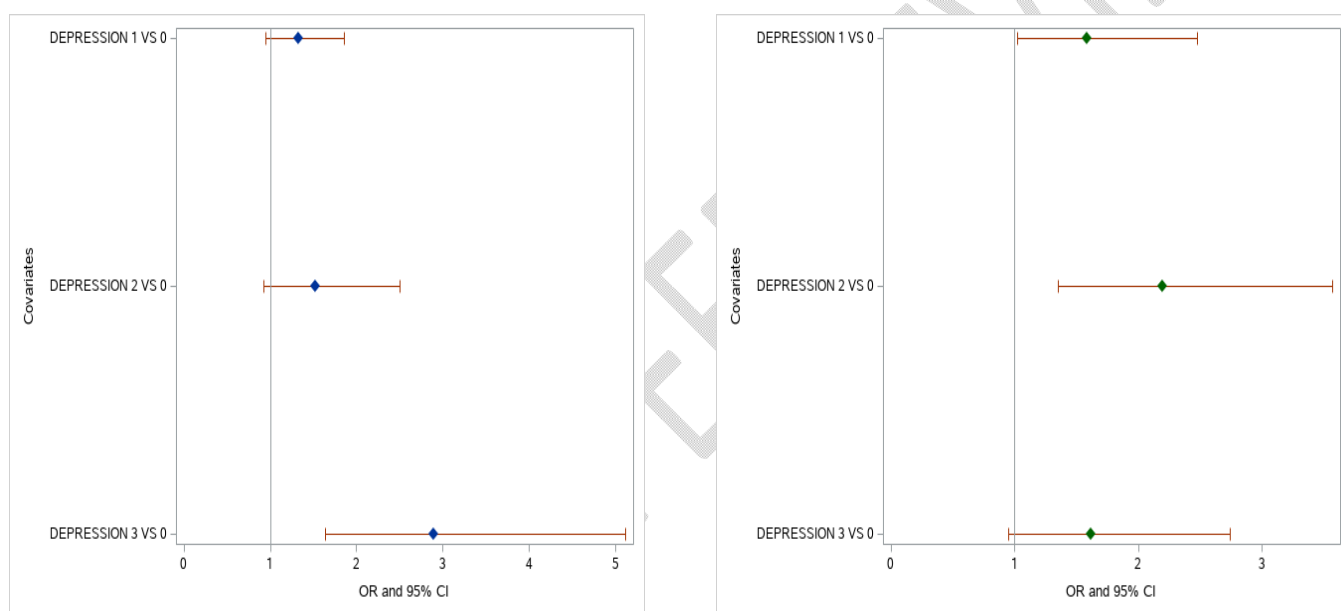 DEPRESSION 1 VS 0
DEPRESSION 2 VS 0
DEPRESSION 3 VS 0
Covariates
0 1 2 3 4 5
OR and 95% CI
DEPRESSION 1 VS 0
DEPRESSION 2 VS 0
DEPRESSION 3 VS 0
Covariates
0 1 2 3
OR and 95% CI